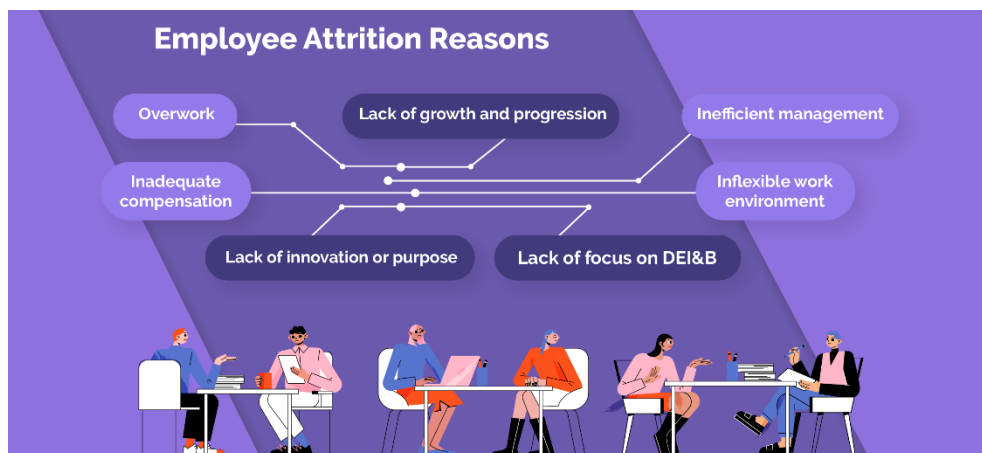 Employee Attrition Reasons
Overwork
Lack of growth and progression
Inefficient management
Inadequate
compensation
Inflexible work
environment
Lack of innovation or purpose
Lack of focus on DEI&B